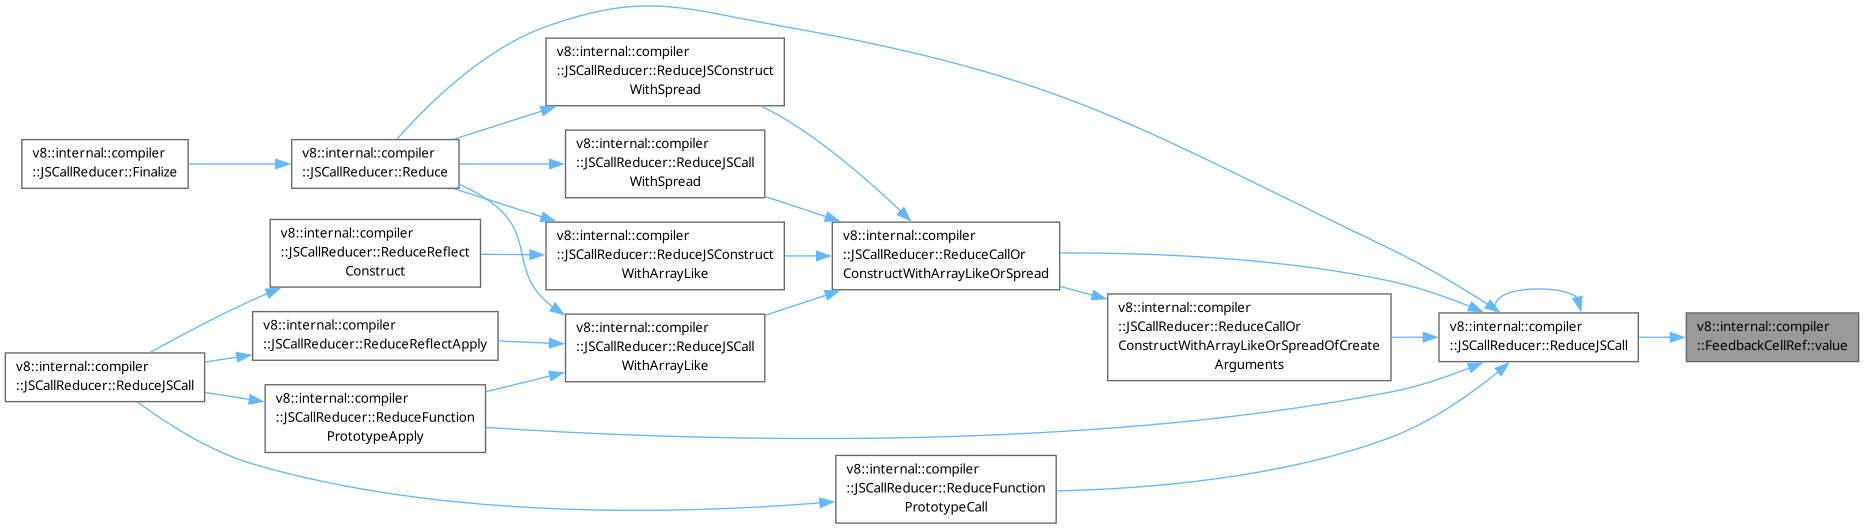 v8::internal::compiler
::JSCallReducer::ReduceJSConstruct
WithSpread
v8::internal::compiler
::JSCallReducer::Finalize
v8::internal::compiler
::JSCallReducer::Reduce
v8::internal::compiler
::JSCallReducer::ReduceJSCall
WithSpread
v8::internal::compiler
::JSCallReducer::ReduceReflect
Construct
v8::internal::compiler
::JSCallReducer::ReduceJSConstruct
WithArrayLike
v8::internal::compiler
::JSCallReducer::ReduceCallOr
ConstructWithArrayLikeOrSpread
v8::internal::compiler
::JSCallReducer::ReduceReflectApply
v8::internal::compiler
::JSCallReducer::ReduceJSCall
WithArrayLike
v8::internal::compiler
::JSCallReducer::ReduceCallOr
ConstructWithArrayLikeOrSpreadOfCreate
Arguments
v8::internal::compiler
::JSCallReducer::ReduceJSCall
v8::internal::compiler
::FeedbackCellRef::value
v8::internal::compiler
::JSCallReducer::ReduceJSCall
v8::internal::compiler
::JSCallReducer::ReduceFunction
PrototypeApply
v8::internal::compiler
::JSCallReducer::ReduceFunction
PrototypeCall